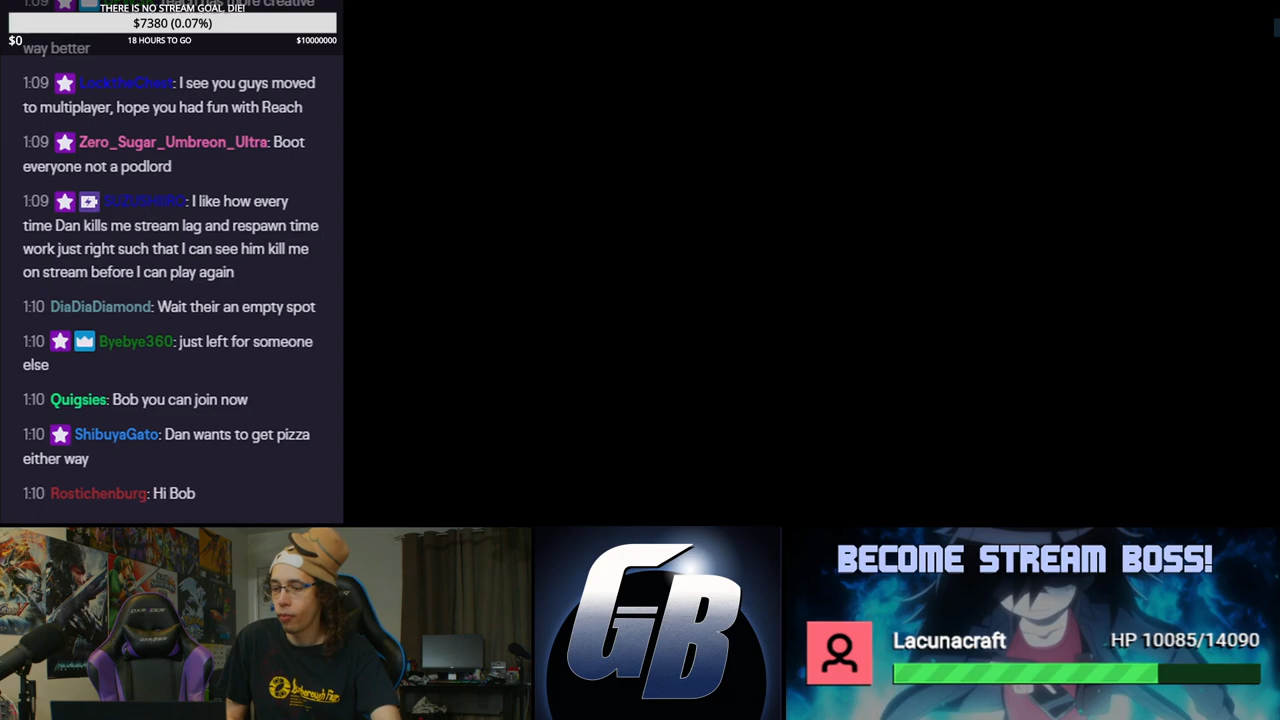 THERE IS NO STREAM GOAL. DIE!
$7380 (0.07%)
$0 18 HOURS TO GO $10000000
way better
1:09 LocktheChest: I see you guys moved
to multiplayer, hope you had fun with Reach
1:09 Zero_Sugar_Umbreon_Ultra: Boot
everyone not a podlord
1:09 SUZUSHIIRO: I like how every
time Dan kills me stream lag and respawn time
work just right such that I can see him kill me
on stream before I can play again
1:10 DiaDiaDiamond: Wait their an empty spot
1:10 Byebye360: just left for someone
else
1:10 Quigsies: Bob you can join now
1:10 ShibuyaGato: Dan wants to get pizza
either way
1:10 Rostichenburg: Hi Bob
GB
BECOME STREAM BOSS!
Lacunacraft HP 10085/14090